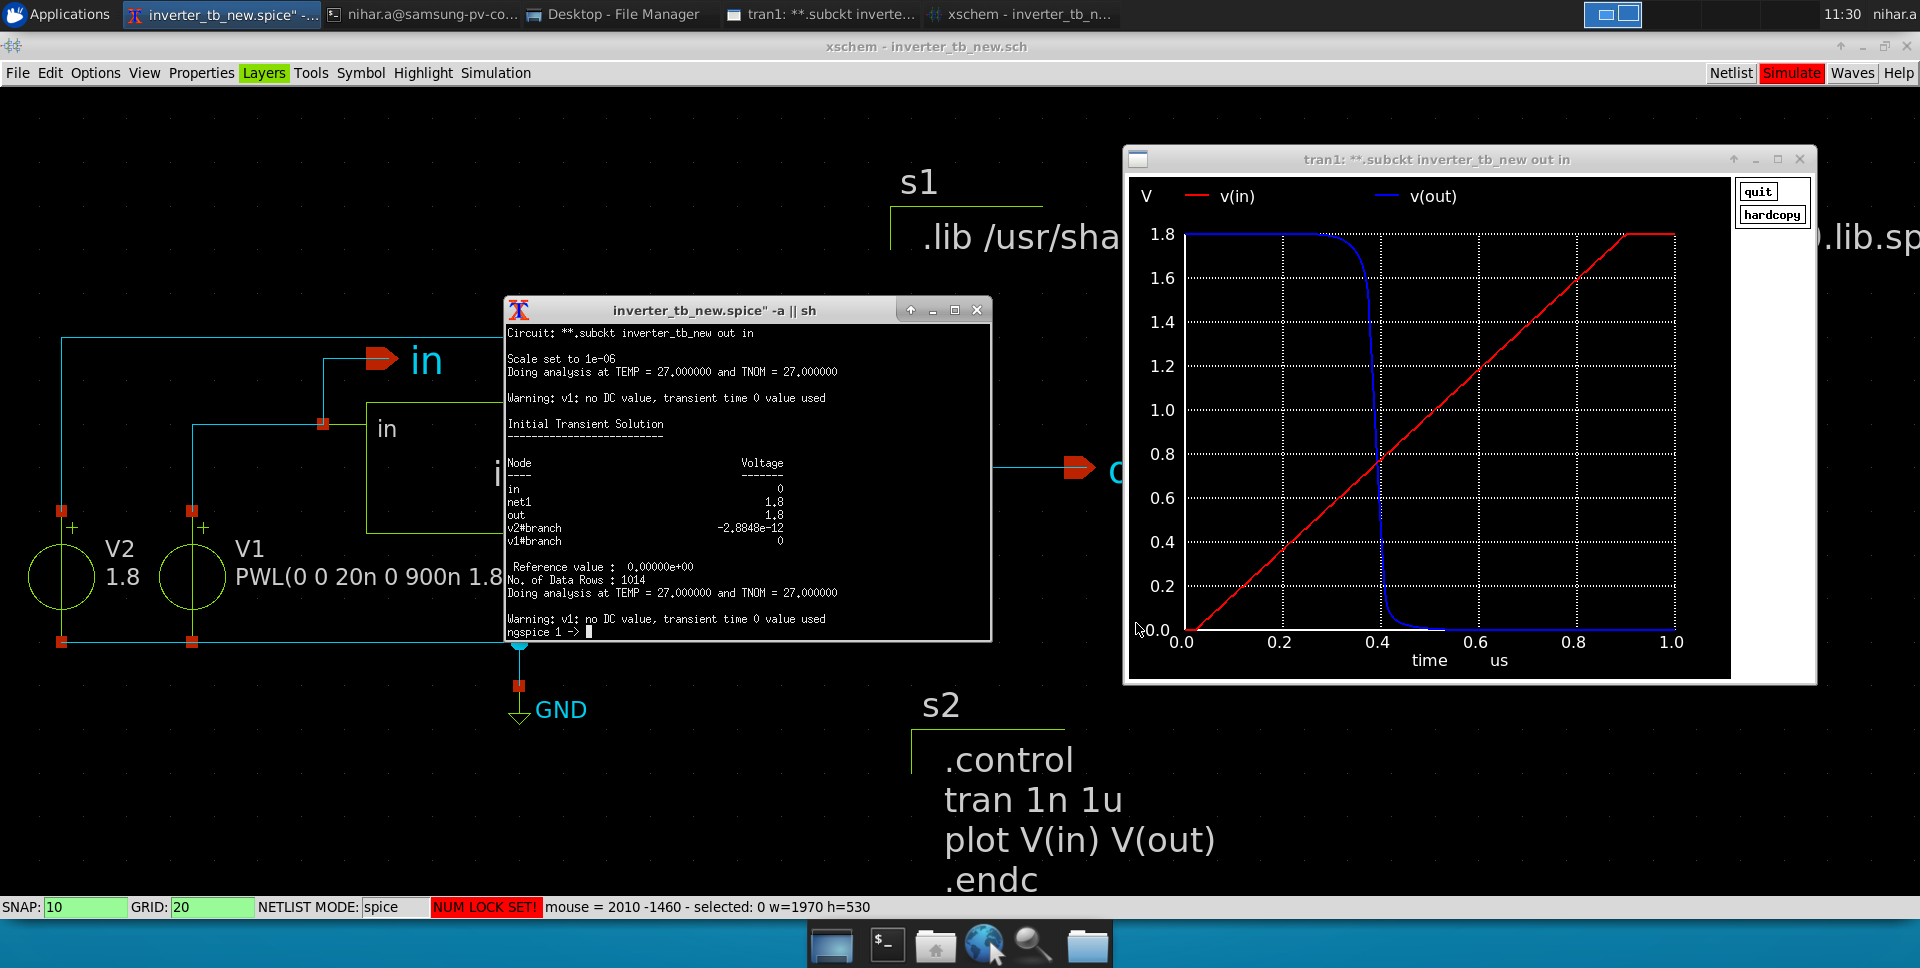 Applications
inverter_tb_new.spice" -...
nihar.a@samsung-pv-co...
Desktop - File Manager
tran1: **.subckt inverte...
xschem - inverter_tb_n...
11:30
nihar.a
xschem - inverter_tb_new.sch
File Edit Options View Properties Layers Tools Symbol Highlight Simulation
Netlist Simulate Waves Help
s1
.lib /usr/sha
).lib.sp
in
in
i
V2
1.8
V1
PWL(0 0 20n 0 900n 1.8
GND
inverter_tb_new.spice" -a || sh
Circuit: **.subckt inverter_tb_new out in
Scale set to 1e-06
Doing analysis at TEMP = 27.000000 and TNOM = 27.000000
Warning: v1: no DC value, transient time 0 value used
Initial Transient Solution
--------------------------
Node Voltage
---- -------
in 0
net1 1.8
out 1.8
v2#branch -2.8848e-12
v1#branch 0
Reference value : 0.00000e+00
No. of Data Rows : 1014
Doing analysis at TEMP = 27.000000 and TNOM = 27.000000
Warning: v1: no DC value, transient time 0 value used
ngspice 1 ->
tran1: **.subckt inverter_tb_new out in
V v(in) v(out)
quit
hardcopy
1.8
1.6
1.4
1.2
1.0
0.8
0.6
0.4
0.2
0.0
0.0 0.2 0.4 0.6 0.8 1.0
time us
s2
.control
tran 1n 1u
plot V(in) V(out)
.endc
SNAP: 10 GRID: 20 NETLIST MODE: spice NUM LOCK SET! mouse = 2010 -1460 - selected: 0 w=1970 h=530